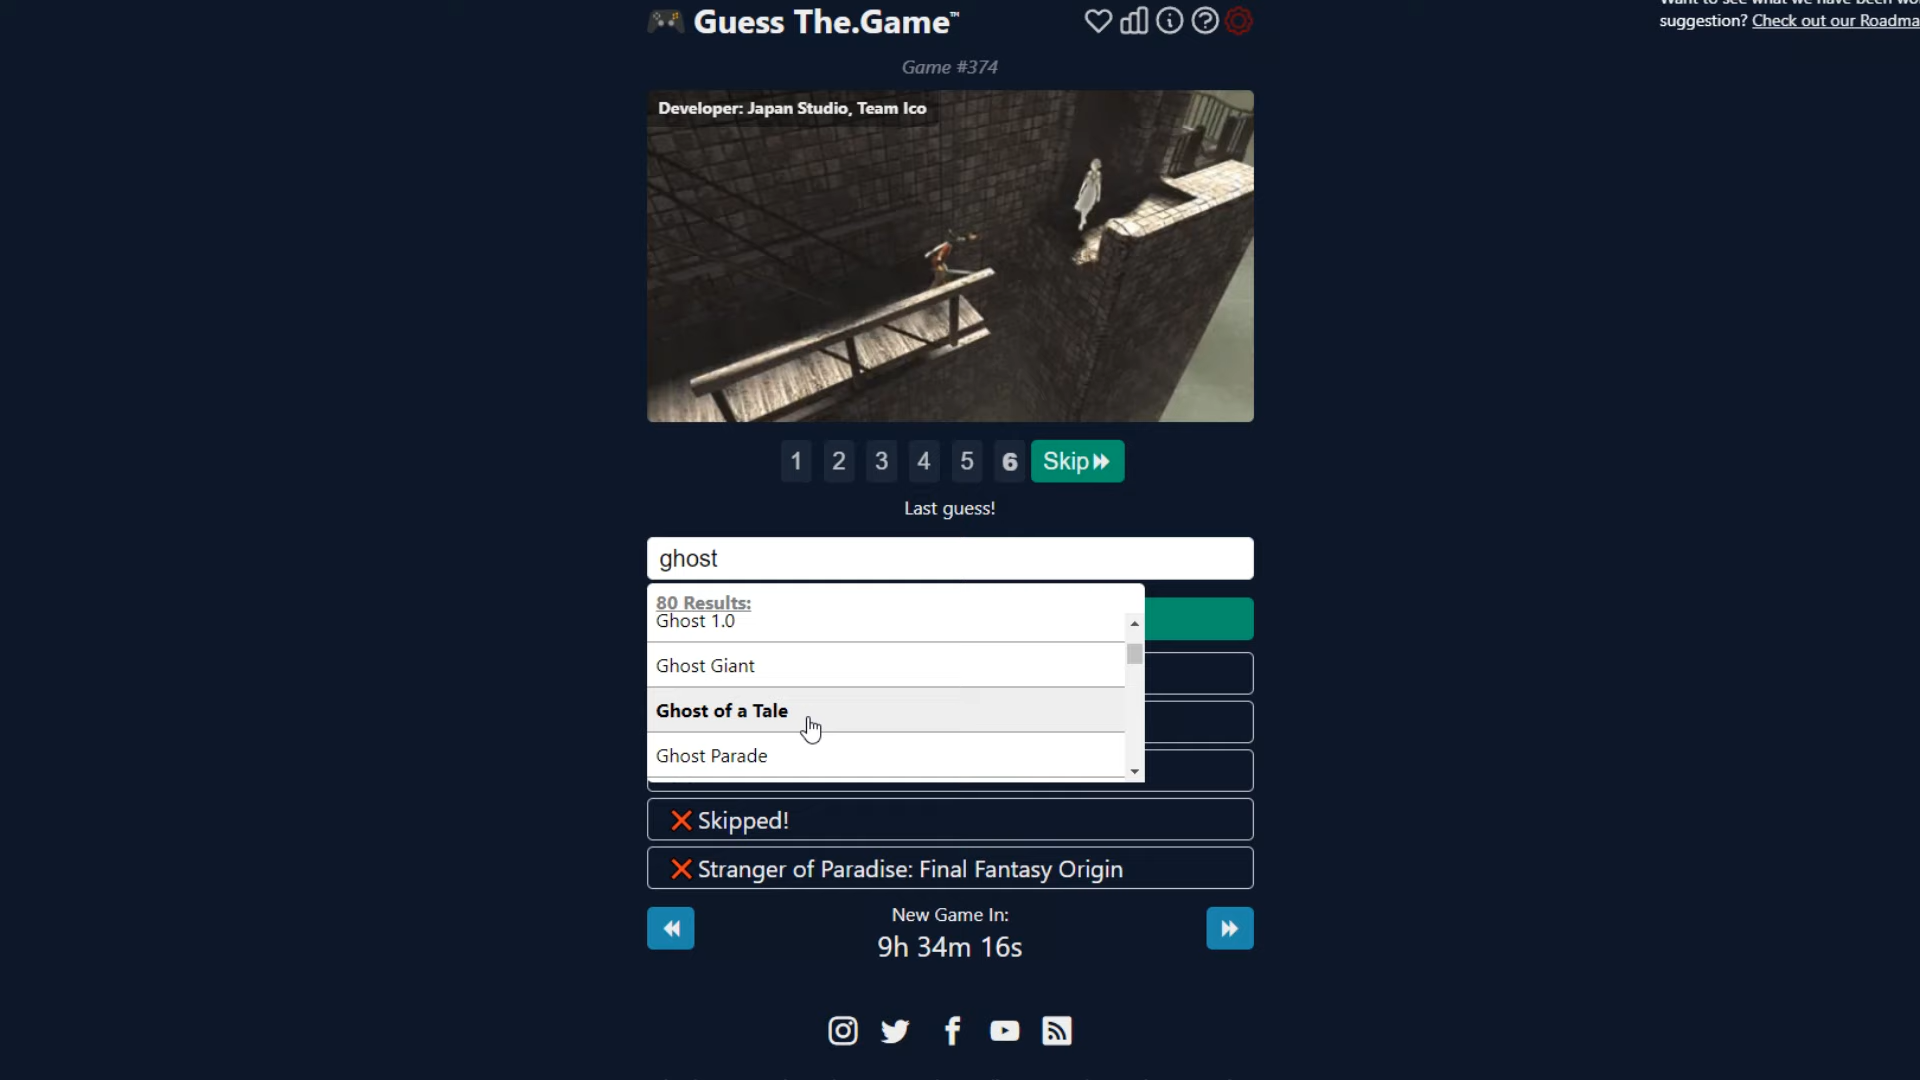 Guess The.Game™
suggestion? Check out our Roadma
Game #374
Developer: Japan Studio, Team Ico
1 2 3 4 5 6 Skip
Last guess!
ghost
80 Results:
Ghost 1.0
Ghost Giant
Ghost of a Tale
Ghost Parade
Skipped!
Stranger of Paradise: Final Fantasy Origin
New Game In:
9h 34m 16s